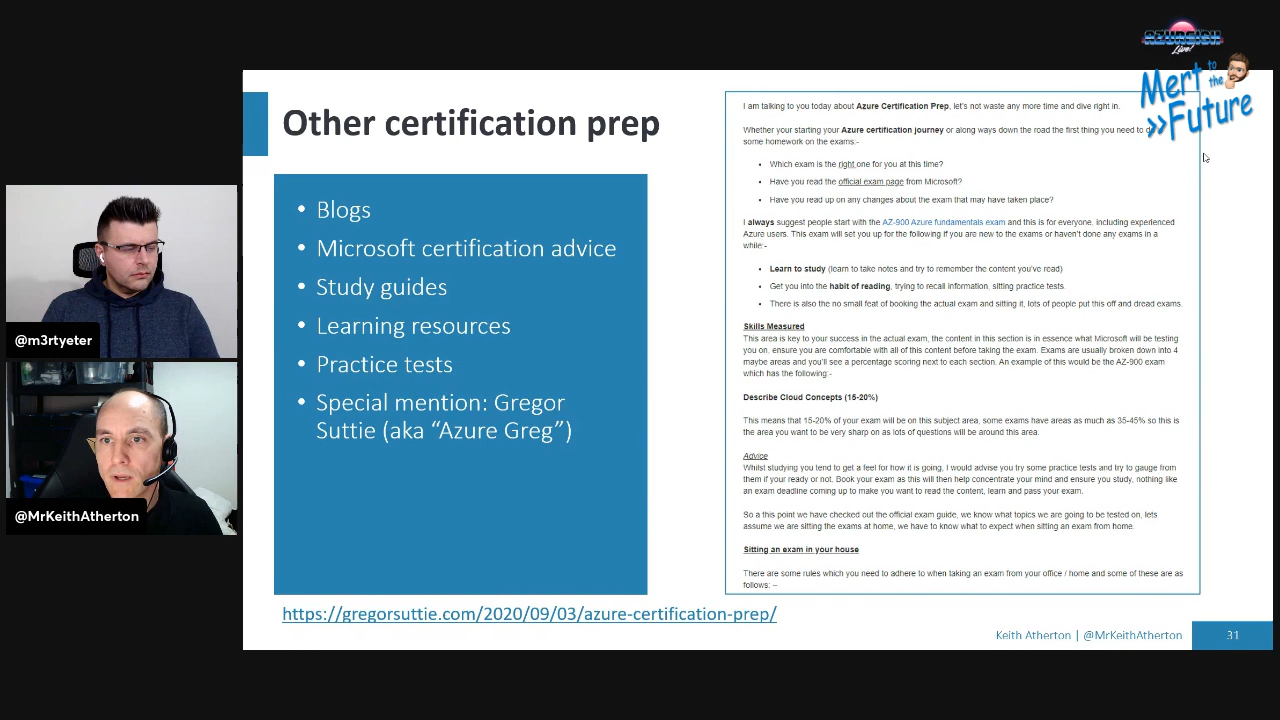 AZUREISH
Live!
Mert
to
the
>>Future
Other certification prep
• Blogs
• Microsoft certification advice
• Study guides
• Learning resources
• Practice tests
• Special mention: Gregor
Suttie (aka “Azure Greg”)
I am talking to you today about Azure Certification Prep, let's not waste any more time and dive right in.
Whether your starting your Azure certification journey or along ways down the road the first thing you need to
some homework on the exams:-
• Which exam is the right one for you at this time?
• Have you read the official exam page from Microsoft?
• Have you read up on any changes about the exam that may have taken place?
I always suggest people start with the AZ-900 Azure fundamentals exam and this is for everyone, including experienced
Azure users. This exam will set you up for the following if you are new to the exams or haven't done any exams in a
while:-
• Learn to study (learn to take notes and try to remember the content you've read)
• Get you into the habit of reading, trying to recall information, sitting practice tests.
• There is also the no small feat of booking the actual exam and sitting it, lots of people put this off and dread exams.
Skills Measured
This area is key to your success in the actual exam, the content in this section is in essence what Microsoft will be testing
you on, ensure you are comfortable with all of this content before taking the exam. Exams are usually broken down into 4
maybe areas and you'll see a percentage scoring next to each section. An example of this would be the AZ-900 exam
which has the following:-
Describe Cloud Concepts (15-20%)
This means that 15-20% of your exam will be on this subject area, some exams have areas as much as 35-45% so this is
the area you want to be very sharp on as lots of questions will be around this area.
Advice
Whilst studying you tend to get a feel for how it is going, I would advise you try some practice tests and try to gauge from
them if your ready or not. Book your exam as this will then help concentrate your mind and ensure you study, nothing like
an exam deadline coming up to make you want to read the content, learn and pass your exam.
So a this point we have checked out the official exam guide, we know what topics we are going to be tested on, lets
assume we are sitting the exams at home, we have to know what to expect when sitting an exam from home.
Sitting an exam in your house
There are some rules which you need to adhere to when taking an exam from your office / home and some of these are as
follows: –
https://gregorsuttie.com/2020/09/03/azure-certification-prep/
Keith Atherton | @MrKeithAtherton
31
@m3rtyeter
@MrKeithAtherton